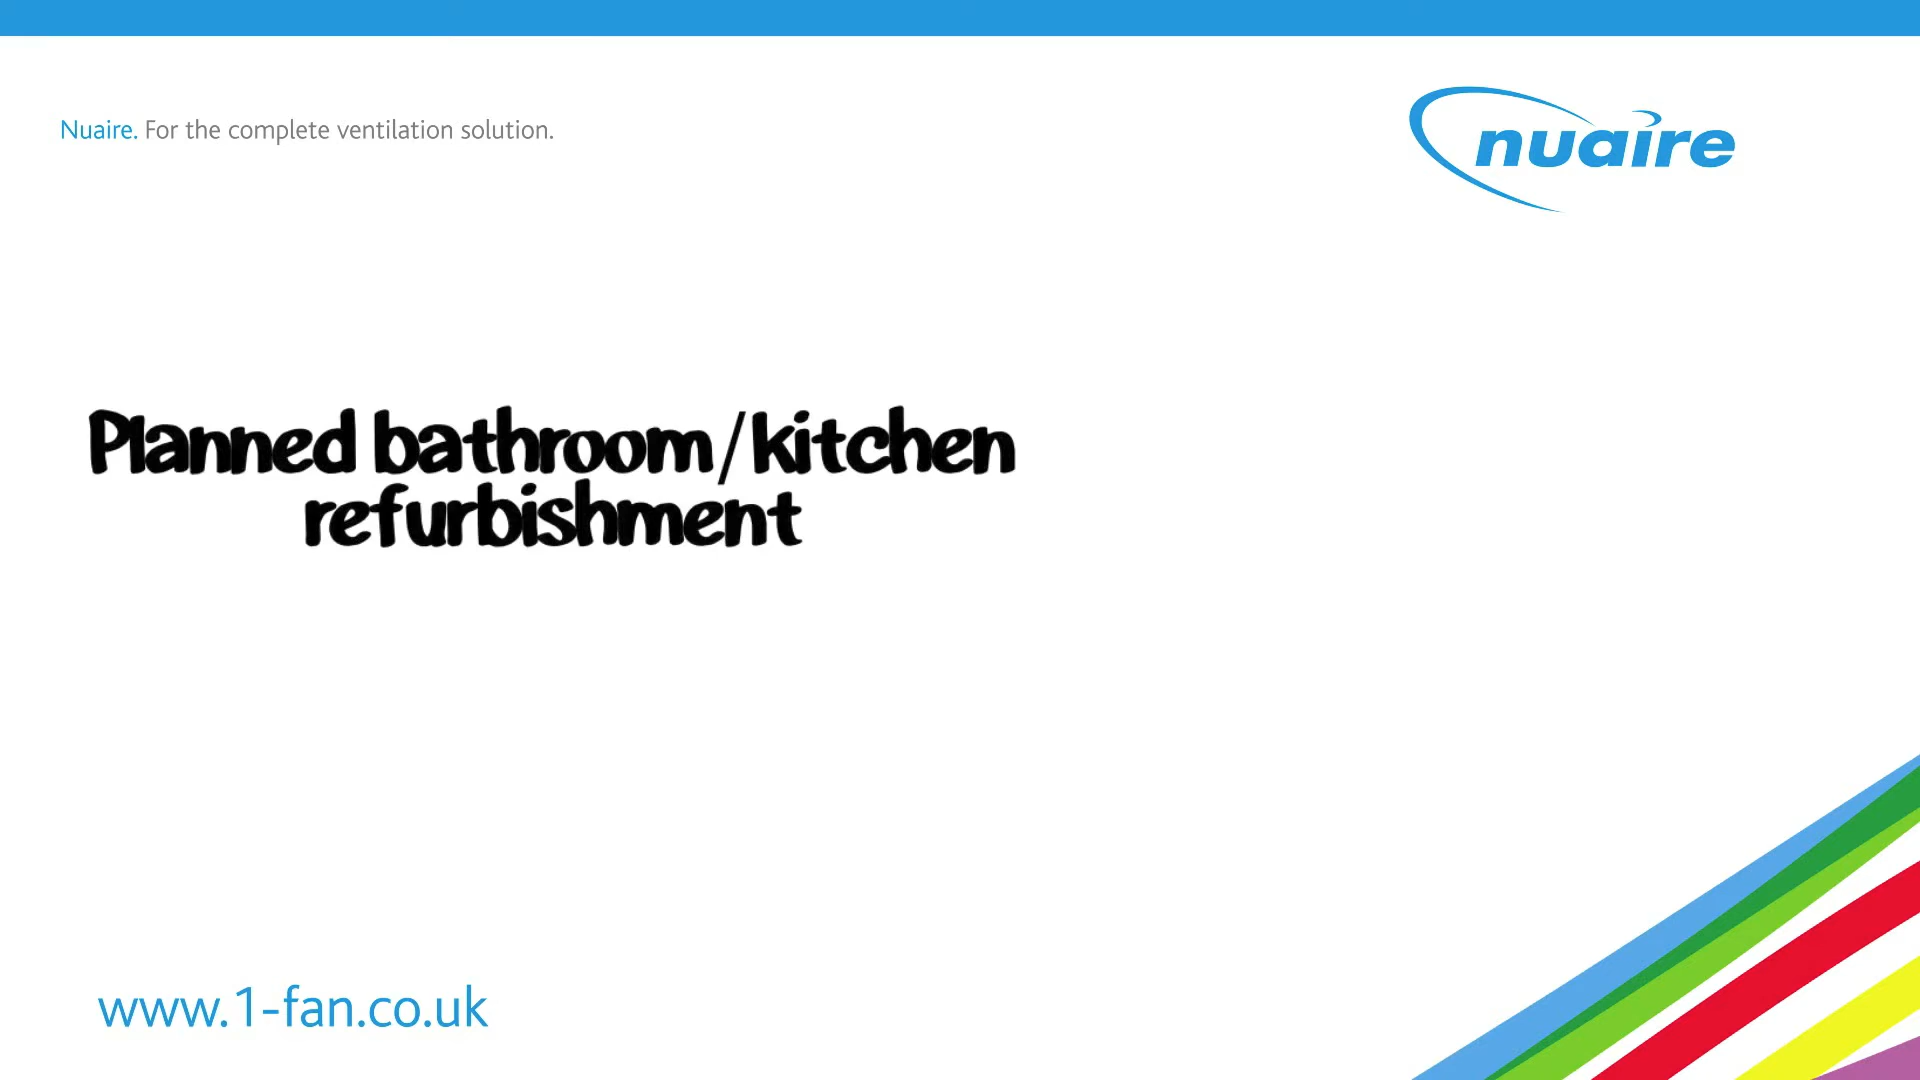 Nuaire. For the complete ventilation solution.
nuaire
Planned bathroom/kitchen
refurbishment
www.1-fan.co.uk